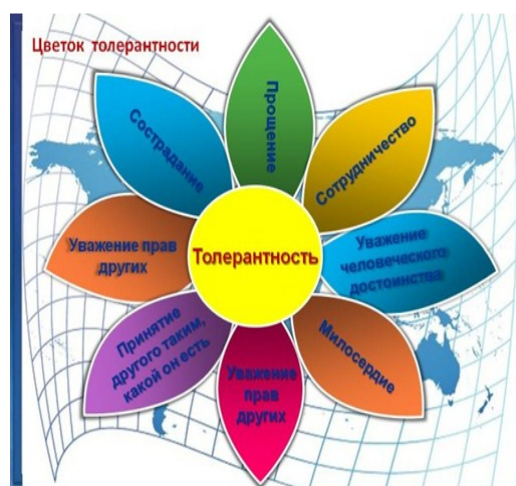 Цветок толерантности
Прощение
Сотрудничество
Уважение
человеческого
достоинства
Милосердие
Уважение
прав
других
Принятие
другого таким,
какой он есть
Уважение прав
других
Сострадание
Толерантность